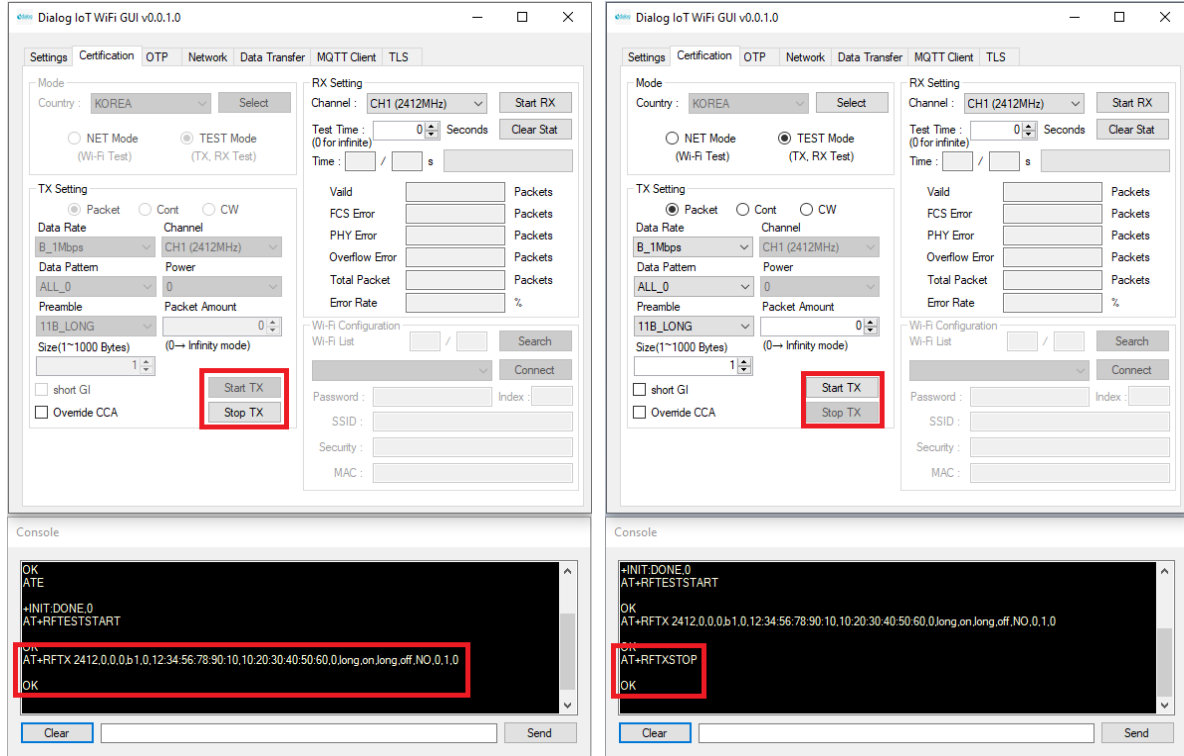 Dialog IoT WiFi GUI v0.0.1.0
Settings Certification OTP Network Data Transfer MQTT Client TLS
Mode
Country : KOREA Select
NET Mode TEST Mode
(Wi-Fi Test) (TX, RX Test)
TX Setting
Packet Cont CW
Data Rate Channel
B_1Mbps CH1 (2412MHz)
Data Pattern Power
ALL_0 0
Preamble Packet Amount
11B_LONG 0
Size(1~1000 Bytes) (0→ Infinity mode)
1
short GI Start TX
Override CCA Stop TX
RX Setting
Channel : CH1 (2412MHz) Start RX
Test Time : 0 Seconds Clear Stat
(0 for infinite)
Time : / s
Vaild Packets
FCS Error Packets
PHY Error Packets
Overflow Error Packets
Total Packet Packets
Error Rate %
Wi-Fi Configuration
Wi-Fi List / Search
Connect
Password : Index :
SSID :
Security :
MAC :
Console
OK
ATE
+INIT:DONE,0
AT+RFTESTSTART
OK
AT+RFTX 2412,0,0,0,b1,0,12:34:56:78:90:10,10:20:30:40:50:60,0,long,on,long,off,NO,0,1,0
OK
Clear Send
Dialog IoT WiFi GUI v0.0.1.0
Settings Certification OTP Network Data Transfer MQTT Client TLS
Mode
Country : KOREA Select
NET Mode TEST Mode
(Wi-Fi Test) (TX, RX Test)
TX Setting
Packet Cont CW
Data Rate Channel
B_1Mbps CH1 (2412MHz)
Data Pattern Power
ALL_0 0
Preamble Packet Amount
11B_LONG 0
Size(1~1000 Bytes) (0→ Infinity mode)
1
short GI Start TX
Override CCA Stop TX
RX Setting
Channel : CH1 (2412MHz) Start RX
Test Time : 0 Seconds Clear Stat
(0 for infinite)
Time : / s
Vaild Packets
FCS Error Packets
PHY Error Packets
Overflow Error Packets
Total Packet Packets
Error Rate %
Wi-Fi Configuration
Wi-Fi List / Search
Connect
Password : Index :
SSID :
Security :
MAC :
Console
+INIT:DONE,0
AT+RFTESTSTART
OK
AT+RFTX 2412,0,0,0,b1,0,12:34:56:78:90:10,10:20:30:40:50:60,0,long,on,long,off,NO,0,1,0
OK
AT+RFTXSTOP
OK
Clear Send